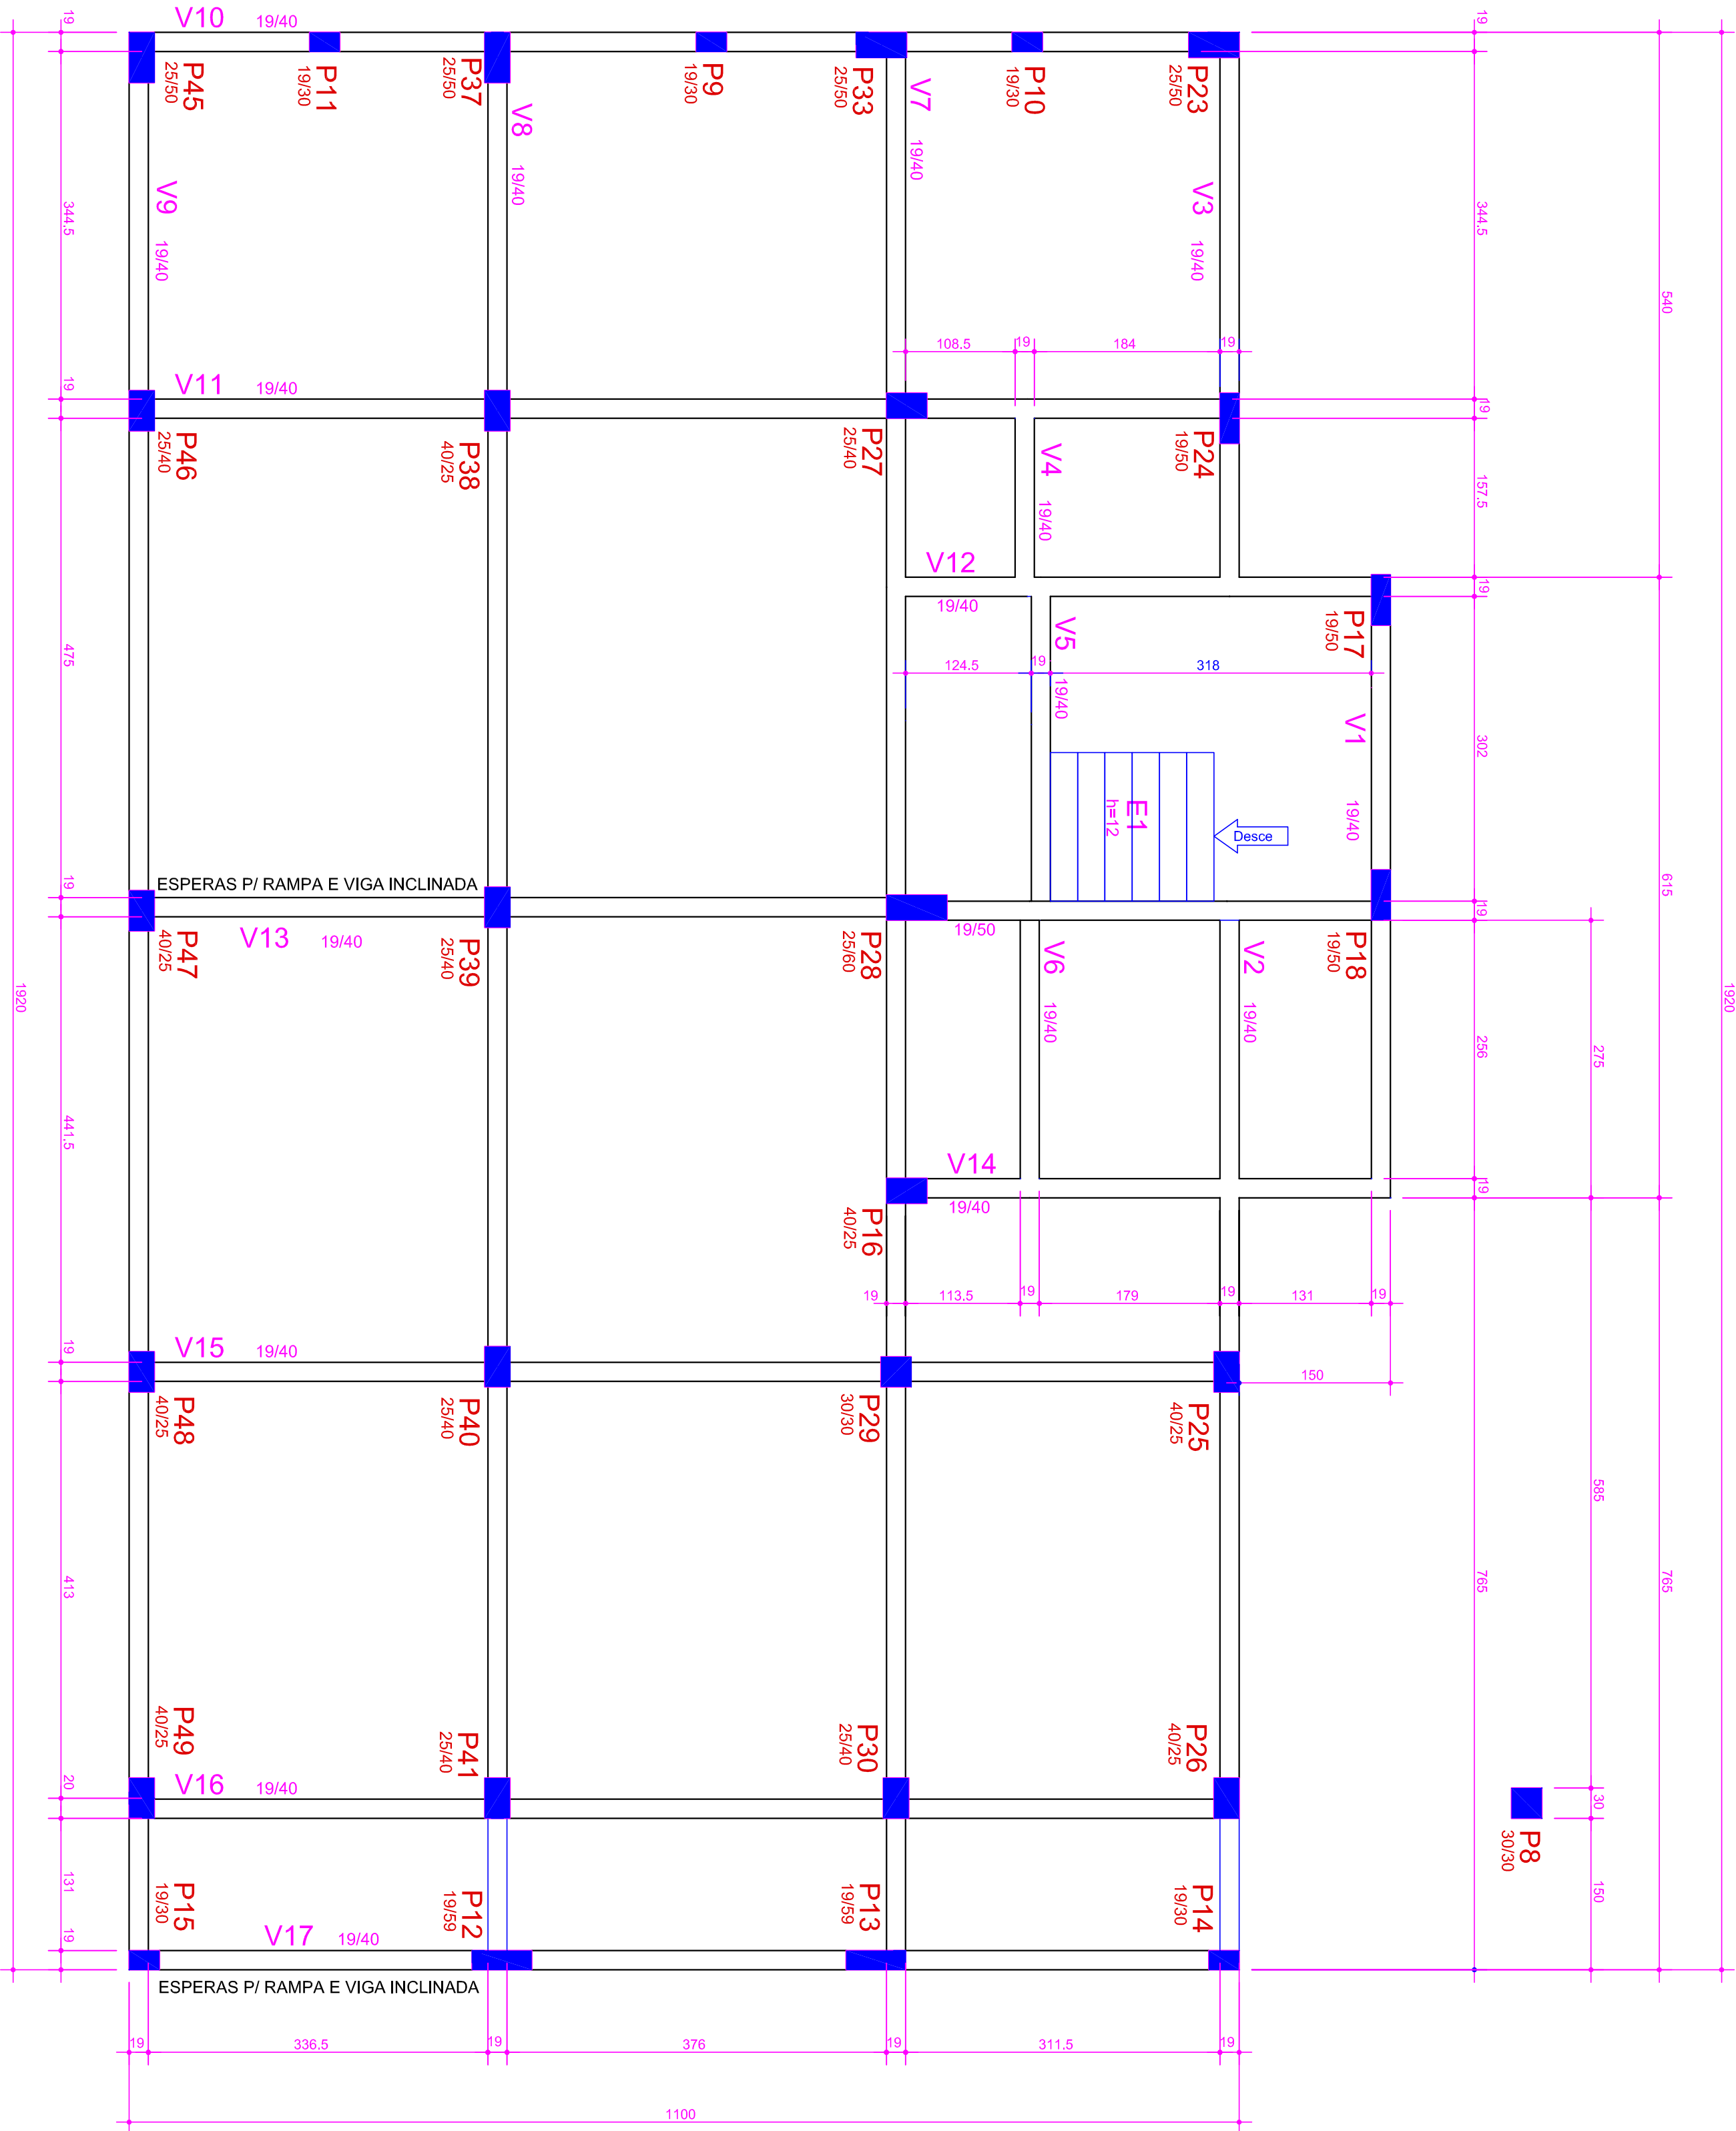 V10 19/40
19
19
P45
25/50
P11
19/30
P37
25/50
P9
19/30
P33
25/50
V7
19/40
P10
19/30
P23
25/50
V8
19/40
V9
19/40
V3
19/40
344.5
344.5
540
108.5
19
184
19
19
V11 19/40
19
P46
25/40
P38
40/25
P27
25/40
P24
19/50
V4
19/40
157.5
V12
19/40
19
P17
19/50
V5
19/40
124.5
19
318
475
V1
19/40
302
E1
h=12
Desce
615
19
ESPERAS P/ RAMPA E VIGA INCLINADA
19
V13 19/40
P47
40/25
P39
25/40
P28
25/60
19/50
V6
19/40
V2
19/40
P18
19/50
1920
1920
256
275
441.5
V14
19/40
19
P16
40/25
19
113.5
19
179
19
131
19
19
V15 19/40
150
P48
40/25
P40
25/40
P29
30/30
P25
40/25
585
413
765
765
P49
40/25
P41
25/40
P30
25/40
P26
40/25
20
V16 19/40
30
P8
30/30
131
P15
19/30
P12
19/59
P13
19/59
P14
19/30
150
19
V17 19/40
ESPERAS P/ RAMPA E VIGA INCLINADA
19
336.5
19
376
19
311.5
19
1100